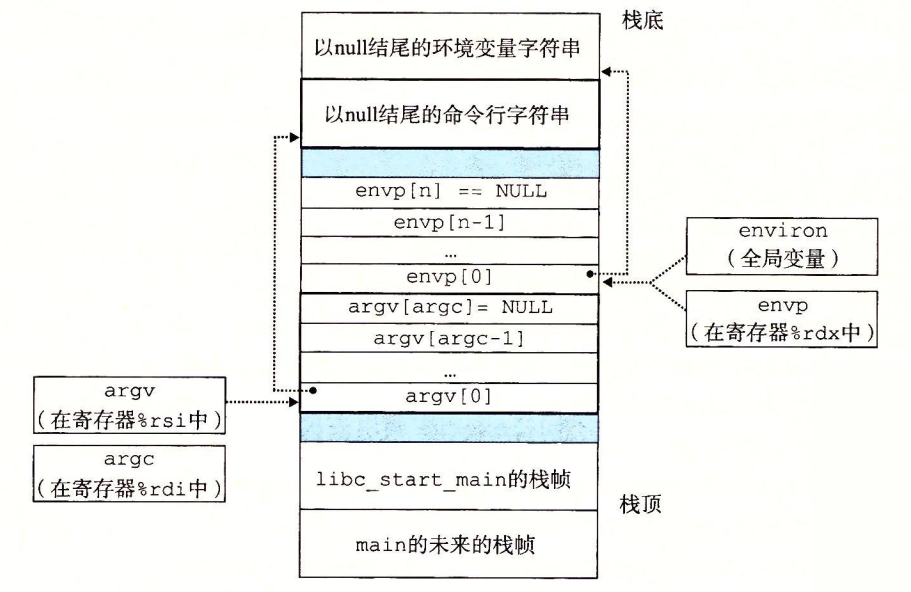 栈底
以null结尾的环境变量字符串
以null结尾的命令行字符串
envp[n] == NULL
envp[n-1]
…
envp[0]
argv[argc]= NULL
argv[argc-1]
…
argv[0]
libc_start_main的栈帧
栈顶
main的未来的栈帧
environ
(全局变量)
envp
(在寄存器%rdx中)
argv
(在寄存器%rsi中)
argc
(在寄存器%rdi中)